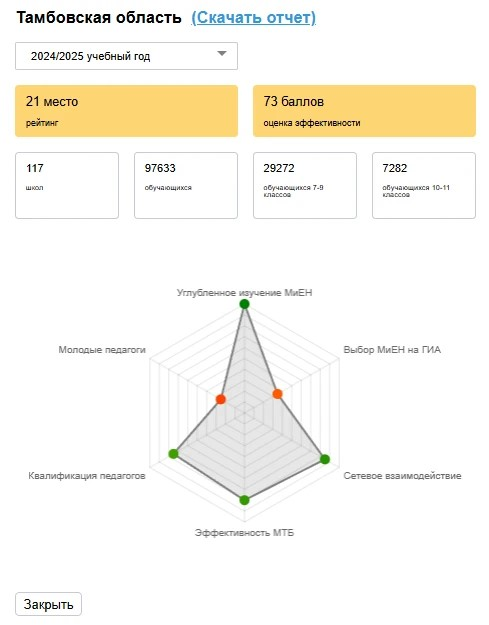 Тамбовская область (Скачать отчет)
2024/2025 учебный год
21 место
рейтинг
73 баллов
оценка эффективности
117
школ
97633
обучающихся
29272
обучающихся 7-9
классов
7282
обучающихся 10-11
классов
Углубленное изучение МиЕН
Молодые педагоги
Выбор МиЕН на ГИА
Квалификация педагогов
Сетевое взаимодействие
Эффективность МТБ
Закрыть